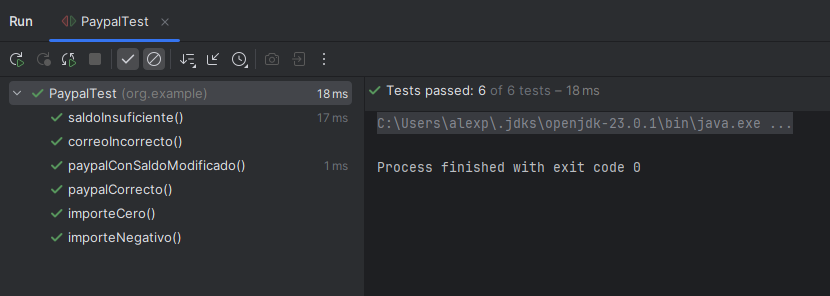 Run PaypalTest
PaypalTest (org.example) 18 ms
saldoInsuficiente() 17 ms
correoIncorrecto()
paypalConSaldoModificado() 1 ms
paypalCorrecto()
importeCero()
importeNegativo()
Tests passed: 6 of 6 tests – 18 ms
C:\Users\alexp\.jdks\openjdk-23.0.1\bin\java.exe ...
Process finished with exit code 0